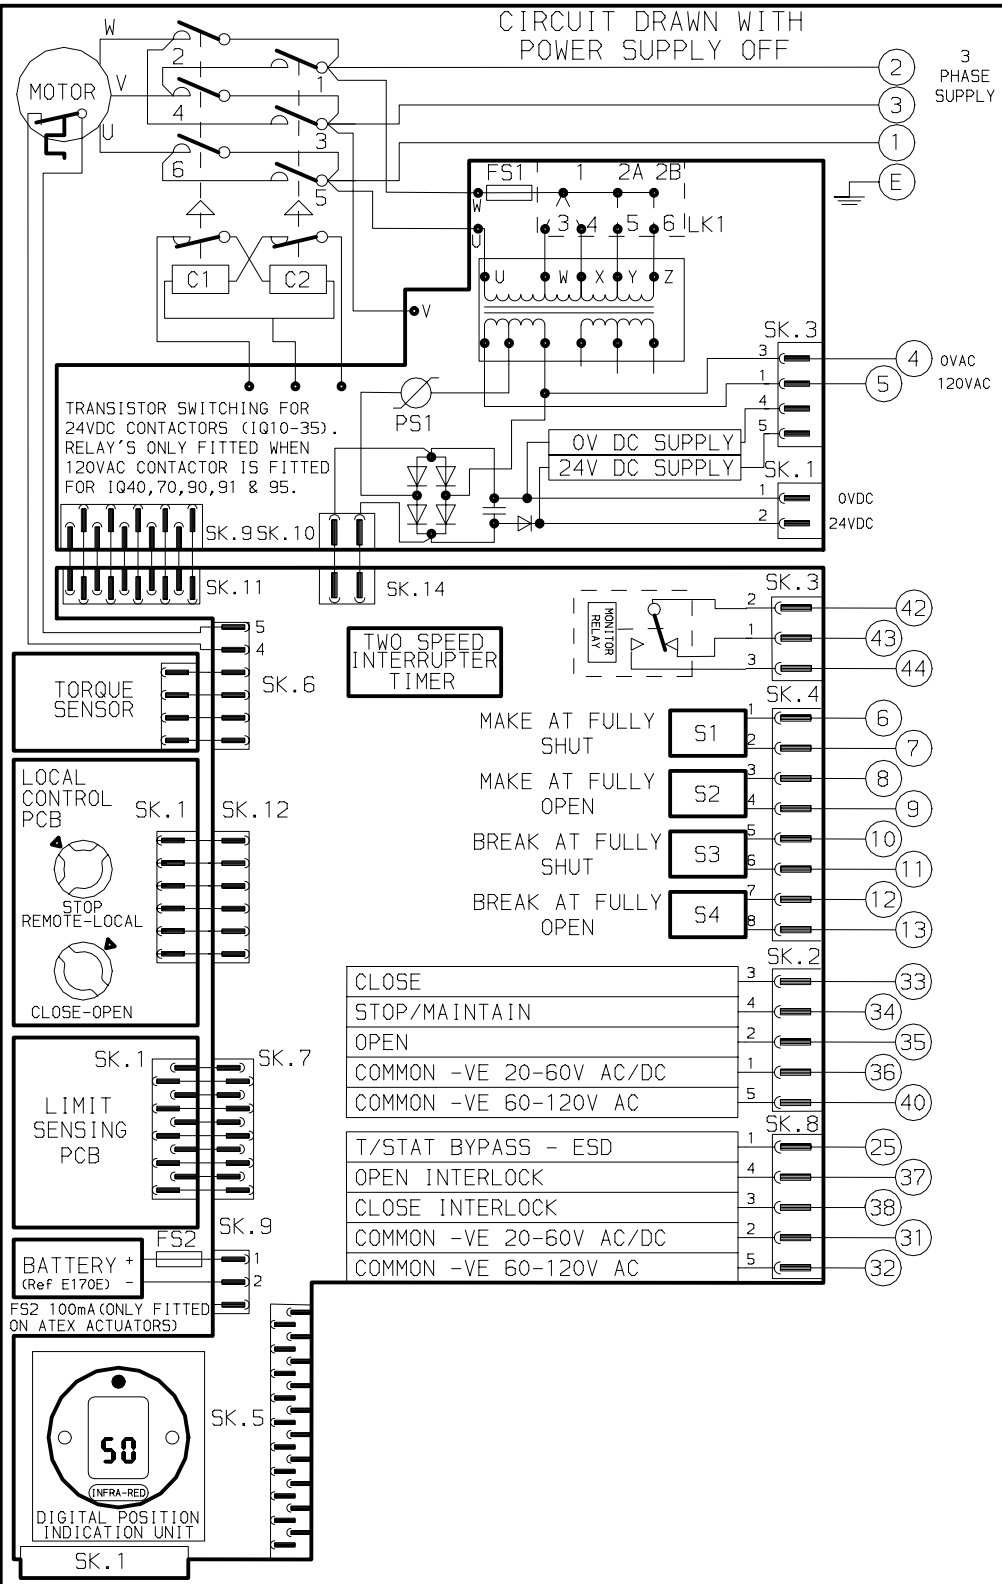 CIRCUIT DRAWN WITH
POWER SUPPLY OFF
3
PHASE
SUPPLY
2
3
1
E
W
V
U
MOTOR
2
1
4
3
6
5
C1
C2
FS1
1
2A
2B
W
U
3
4
5
6
LK1
U
W
X
Y
Z
V
PS1
SK.3
3
4
0VAC
1
5
120VAC
4
5
0V DC SUPPLY
24V DC SUPPLY
SK.1
1
0VDC
2
24VDC
TRANSISTOR SWITCHING FOR
24VDC CONTACTORS (IQ10-35).
RELAY'S ONLY FITTED WHEN
120VAC CONTACTOR IS FITTED
FOR IQ40,70,90,91 & 95.
SK.9
SK.10
SK.11
SK.14
TWO SPEED
INTERRUPTER
TIMER
MONITOR
RELAY
SK.3
2
42
1
43
3
44
5
4
SK.6
TORQUE
SENSOR
SK.4
MAKE AT FULLY
SHUT
S1
1
6
2
7
MAKE AT FULLY
OPEN
S2
3
8
4
9
BREAK AT FULLY
SHUT
S3
5
10
6
11
BREAK AT FULLY
OPEN
S4
7
12
8
13
LOCAL
CONTROL
PCB
SK.1
SK.12
STOP
REMOTE-LOCAL
CLOSE-OPEN
SK.2
CLOSE
3
33
STOP/MAINTAIN
4
34
OPEN
2
35
COMMON -VE 20-60V AC/DC
1
36
COMMON -VE 60-120V AC
5
40
SK.8
T/STAT BYPASS - ESD
1
25
OPEN INTERLOCK
4
37
CLOSE INTERLOCK
3
38
COMMON -VE 20-60V AC/DC
2
31
COMMON -VE 60-120V AC
5
32
SK.1
SK.7
LIMIT
SENSING
PCB
SK.9
FS2
BATTERY +
(Ref E170E) -
1
2
FS2 100mA(ONLY FITTED
ON ATEX ACTUATORS)
SK.5
50
INFRA-RED
DIGITAL POSITION
INDICATION UNIT
SK.1